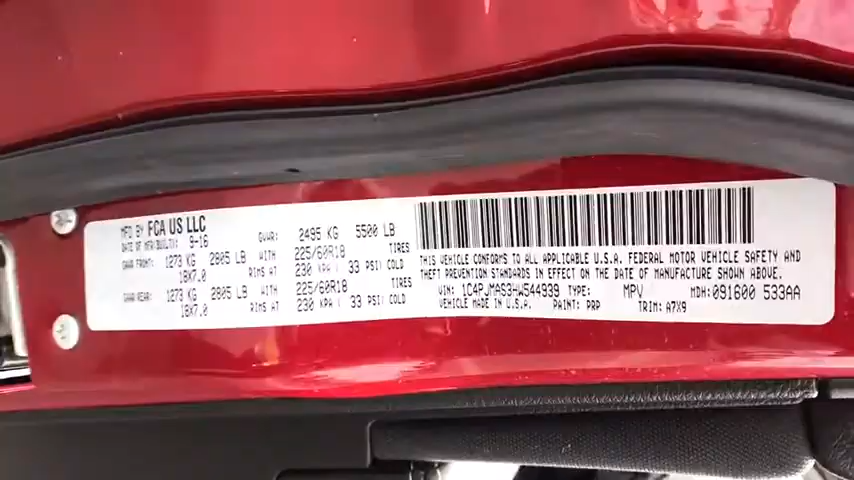 MFD BY FCA US LLC
DATE OF MFR(BUILT): 9-16 GVWR: 2495 KG 5500 LB
GAWR FRONT: 1273 KG 2805 LB WITH 225/60R18 TIRES
18X7.0 RIMS AT 230 KPA ( 33 PSI) COLD
GAWR REAR: 1273 KG 2805 LB WITH 225/60R18 TIRES
18X7.0 RIMS AT 230 KPA ( 33 PSI) COLD
THIS VEHICLE CONFORMS TO ALL APPLICABLE U.S.A. FEDERAL MOTOR VEHICLE SAFETY AND
THEFT PREVENTION STANDARDS IN EFFECT ON THE DATE OF MANUFACTURE SHOWN ABOVE.
VIN: 1C4PJMAS3HW544939 TYPE: MPV MDH: 091600 533AA
VEHICLE MADE IN U.S.A. PAINT: PRP TRIM: A7X9